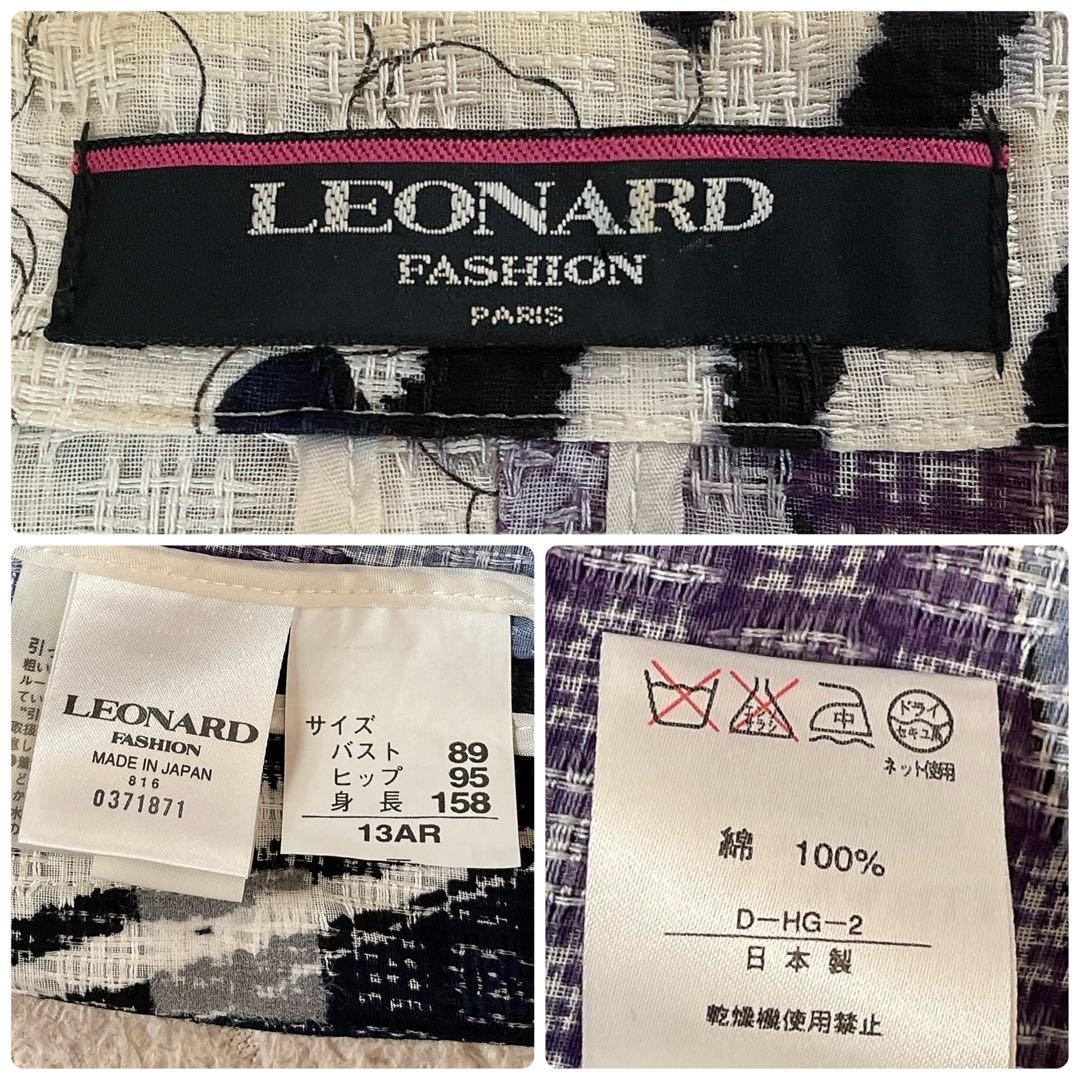 LEONARD
FASHION
PARIS
LEONARD
FASHION
MADE IN JAPAN
816
0371871
サイズ
バスト 89
ヒップ 95
身長 158
13AR
中
ドライ
セキユ系
ネット使用
綿 100%
D-HG-2
日本製
乾燥機使用禁止